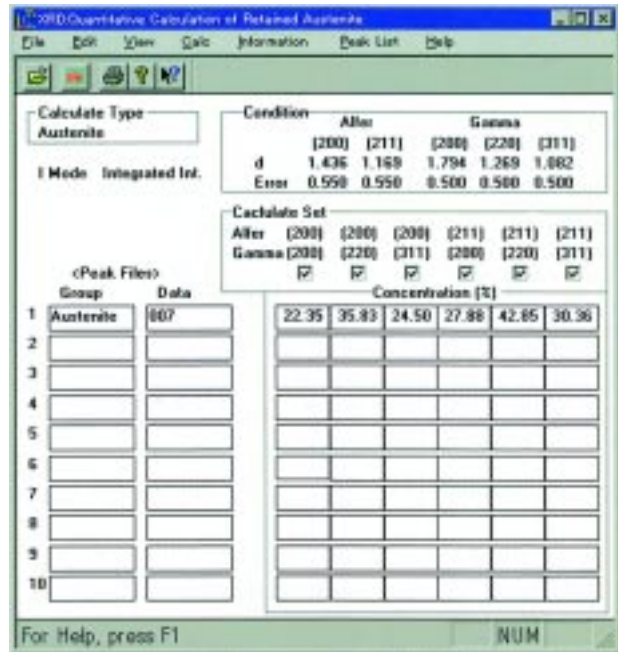 XRD:Quantitative Calculation of Retained Austenite
File Edit View Calc Information Peak List Help
Calculate Type
Austenite
I Mode Integrated Int.
Condition
Alfer Gamma
(200) (211) (200) (220) (311)
d 1.436 1.169 1.794 1.269 1.082
Error 0.550 0.550 0.500 0.500 0.500
Caclulate Set
Alfer (200) (200) (200) (211) (211) (211)
Gamma (200) (220) (311) (200) (220) (311)
<Peak Files>
Group Data
Concentration [%]
1 Austenite 007 22.35 35.83 24.50 27.88 42.85 30.36
2
3
4
5
6
7
8
9
10
For Help, press F1 NUM